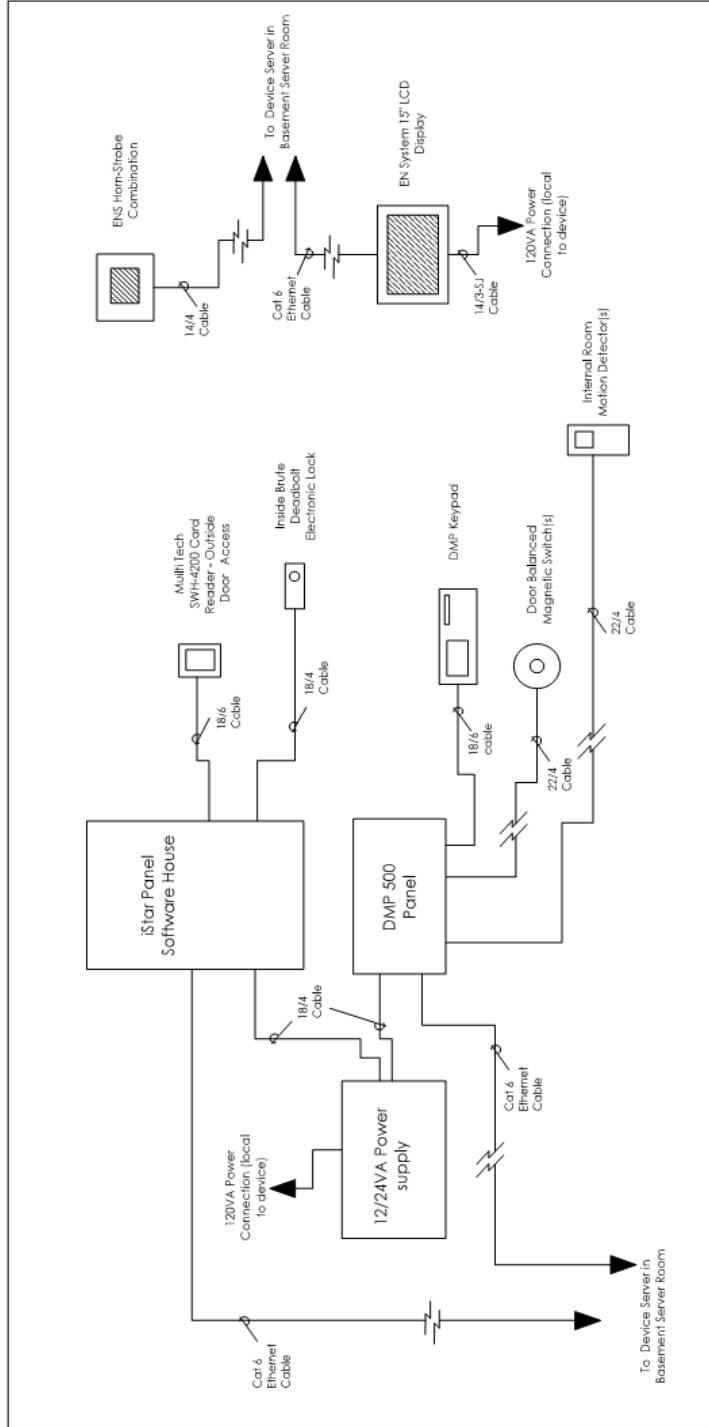 ENS Horn-Strobe
Combination
14/4
Cable
To  Device Server in
Basement Server Room
Cat 6
Ethernet
Cable
EN System 15" LCD
Display
14/3-SJ
Cable
120VA Power
Connection (local
to device)
Muilti Tech
SWH-4200 Card
Reader - Outside
Door  Access
18/6
Cable
Inside Brute
Deadbolt
Electronic Lock
18/4
Cable
iStar Panel
Software House
DMP Keypad
18/6
cable
Door Balanced
Magnetic Switch(s)
22/4
Cable
Internal Room
Motion Detector(s)
22/4
Cable
DMP 500
Panel
18/4
Cable
120VA Power
Connection (local
to device)
12/24VA Power
supply
Cat 6
Ethernet
Cable
Cat 6
Ethernet
Cable
To  Device Server in
Basement Server Room